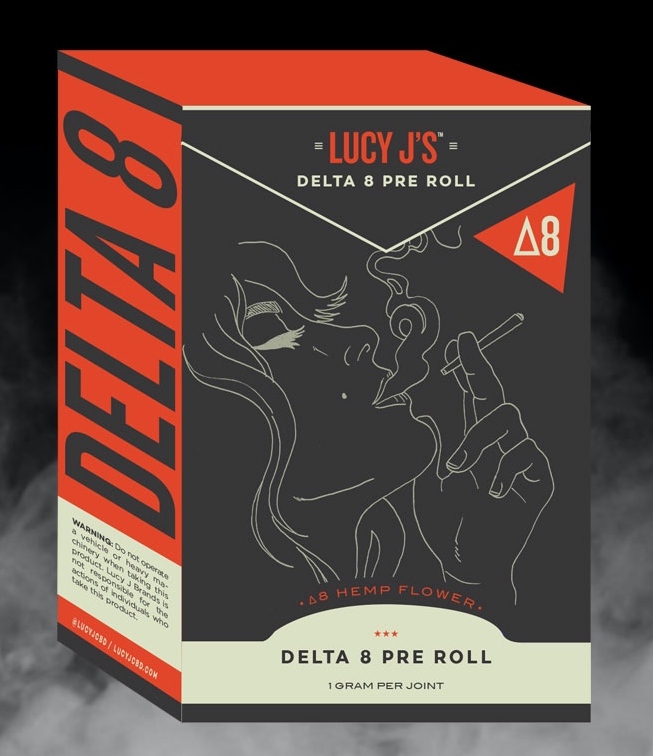 LUCY J'S™
DELTA 8 PRE ROLL
Δ8
Δ8 HEMP FLOWER
DELTA 8 PRE ROLL
1 GRAM PER JOINT
DELTA 8
WARNING: Do not operate
a vehicle or heavy ma-
chinery when taking this
product. Lucy J Brands is
not responsible for the
actions of individuals who
take this product.
@LUCYJCBD / LUCYJCBD.COM